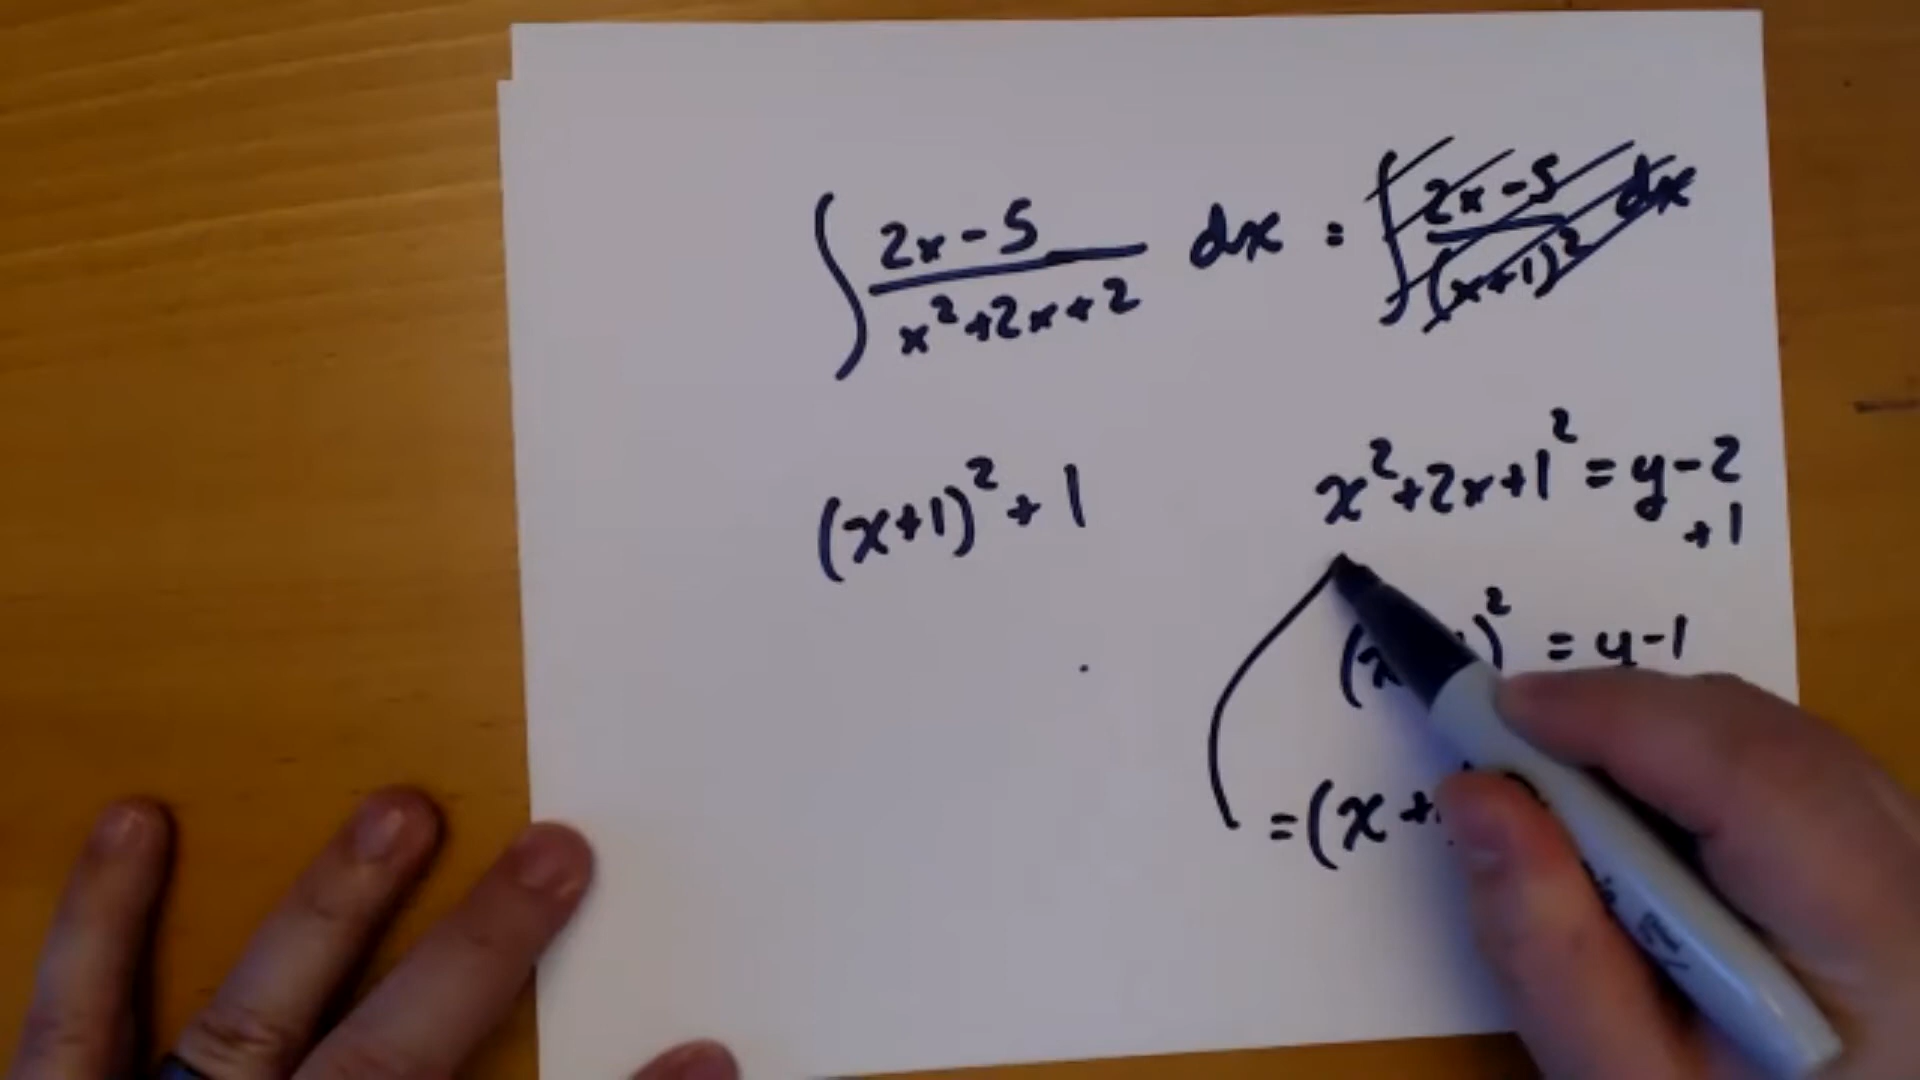 ∫ (2x-5)/(x²+2x+2) dx = ∫ (2x-5)/(x+1)² dx
(x+1)²+1
x²+2x+1² = y-2
+1
)² = y-1
=(x+